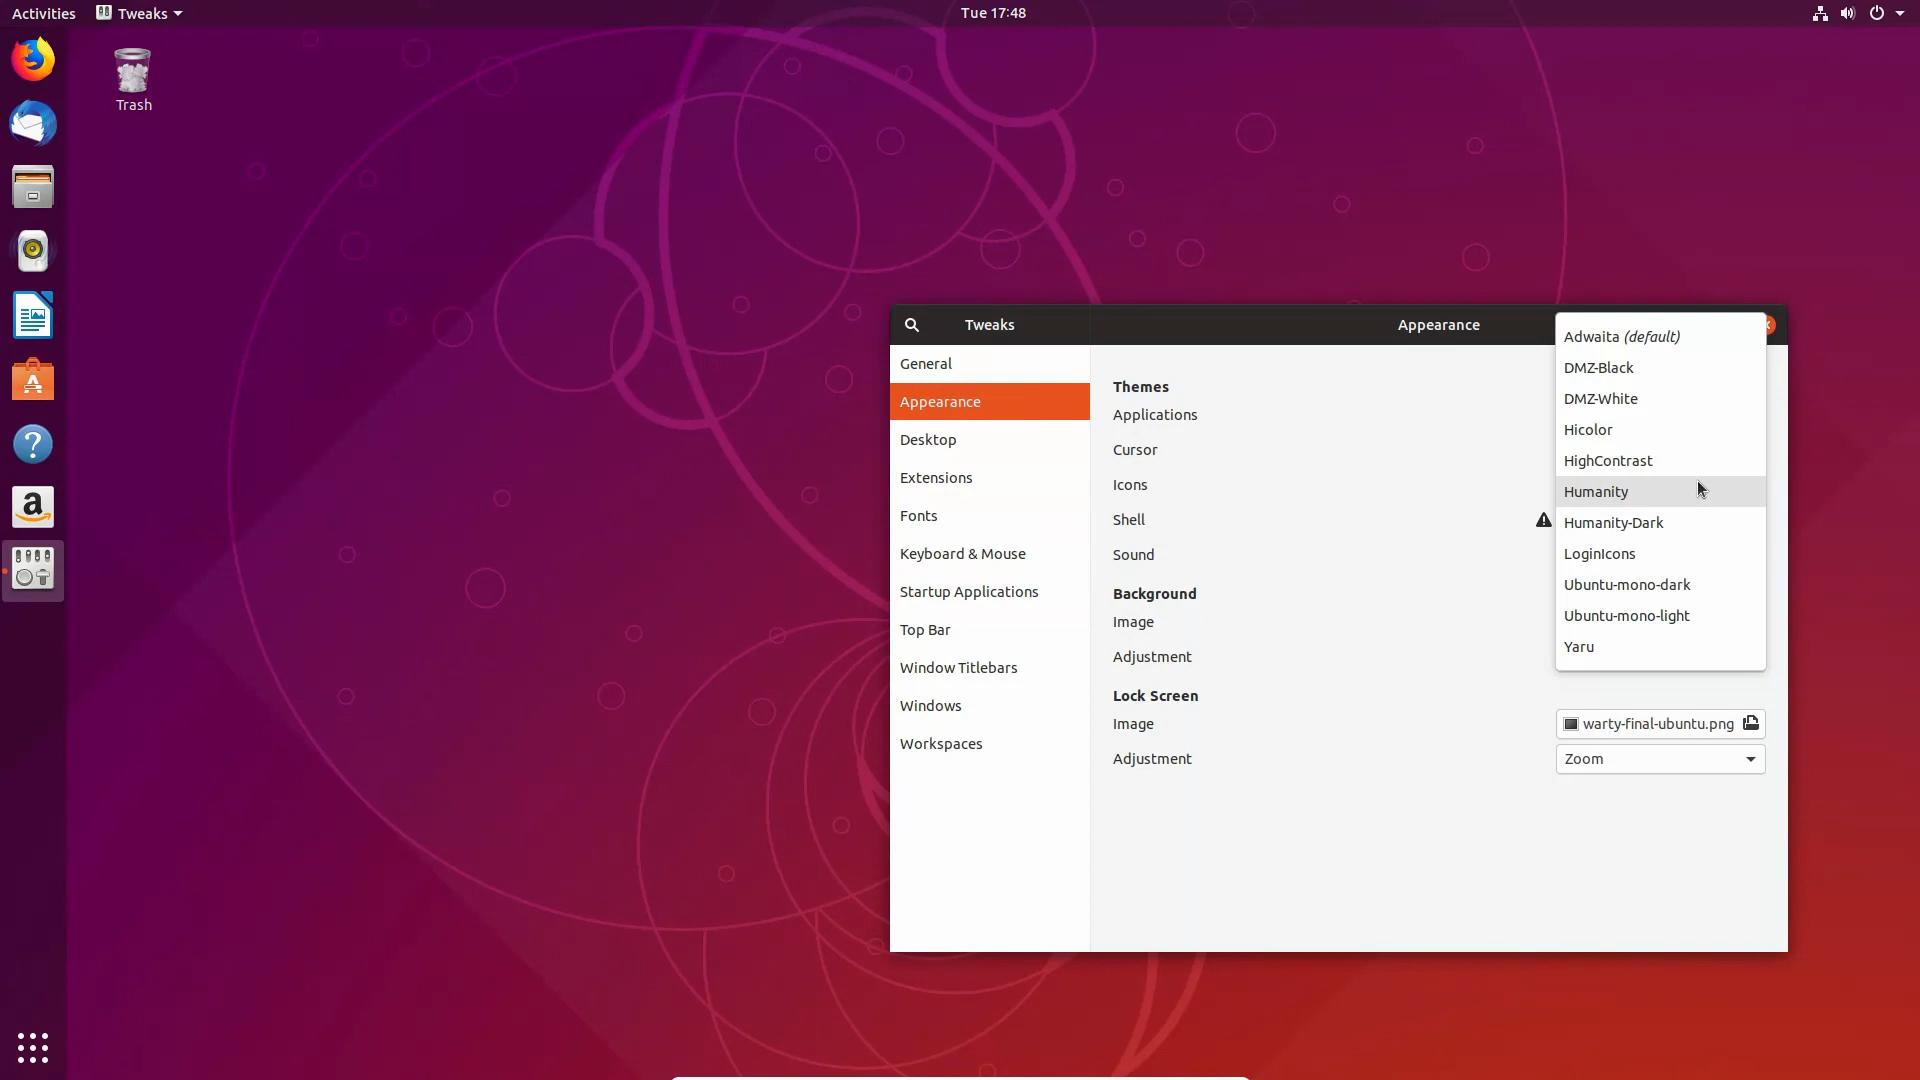 Activities
Tweaks
Tue 17:48
Trash
Tweaks
Appearance
General
Appearance
Desktop
Extensions
Fonts
Keyboard & Mouse
Startup Applications
Top Bar
Window Titlebars
Windows
Workspaces
Themes
Applications
Cursor
Icons
Shell
Sound
Background
Image
Adjustment
Lock Screen
Image
warty-final-ubuntu.png
Adjustment
Zoom
Adwaita (default)
DMZ-Black
DMZ-White
Hicolor
HighContrast
Humanity
Humanity-Dark
LoginIcons
Ubuntu-mono-dark
Ubuntu-mono-light
Yaru